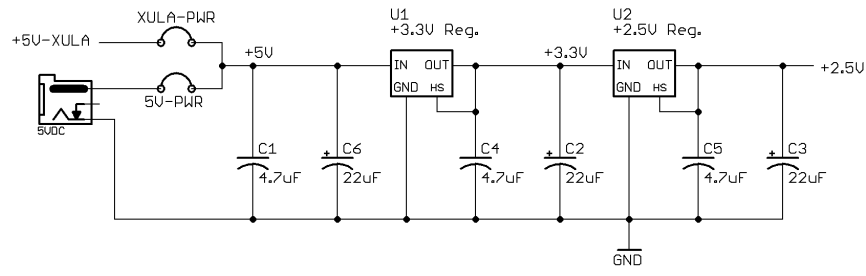 XULA-PWR
+5V-XULA
5V-PWR
5VDC
+5V
U1
+3.3V Reg.
IN OUT
GND HS
+3.3V
U2
+2.5V Reg.
IN OUT
GND HS
+2.5V
C1
4.7uF
+
C6
22uF
C4
4.7uF
+
C2
22uF
C5
4.7uF
+
C3
22uF
GND